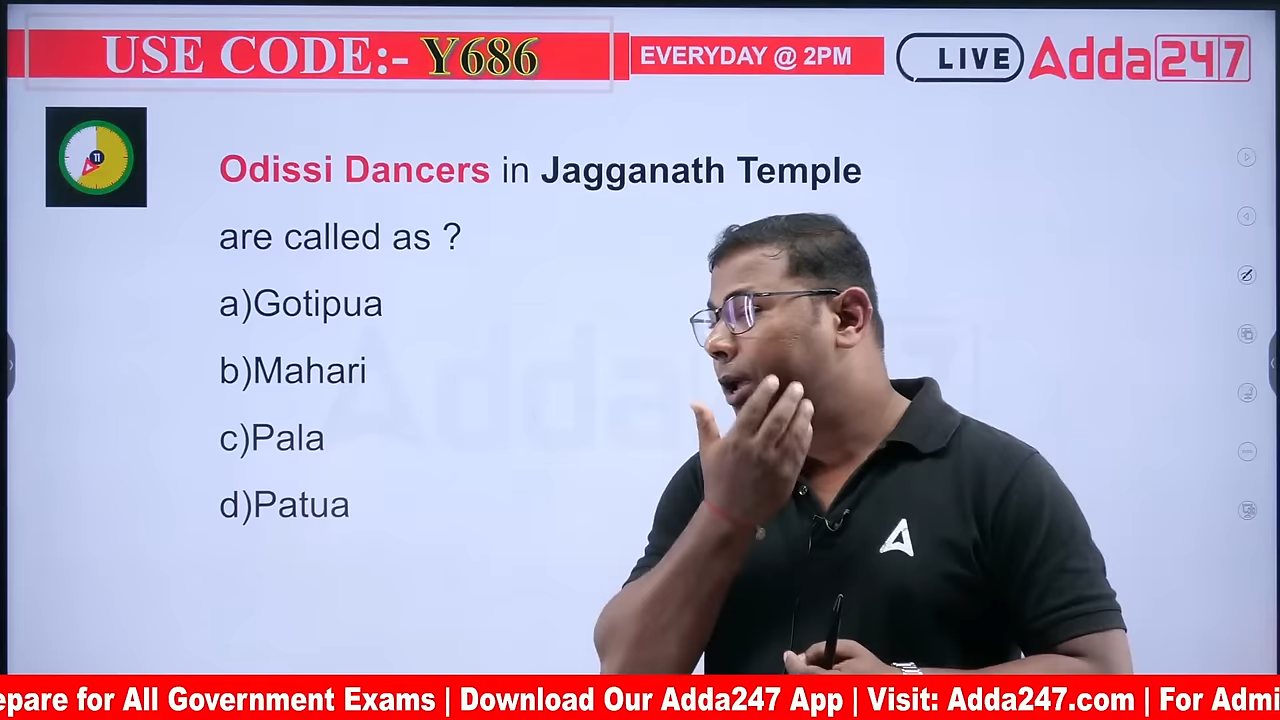 USE CODE:- Y686
EVERYDAY @ 2PM
LIVE
Adda247
11
Odissi Dancers in Jagganath Temple
are called as ?
a)Gotipua
b)Mahari
c)Pala
d)Patua
epare for All Government Exams | Download Our Adda247 App | Visit: Adda247.com | For Admi